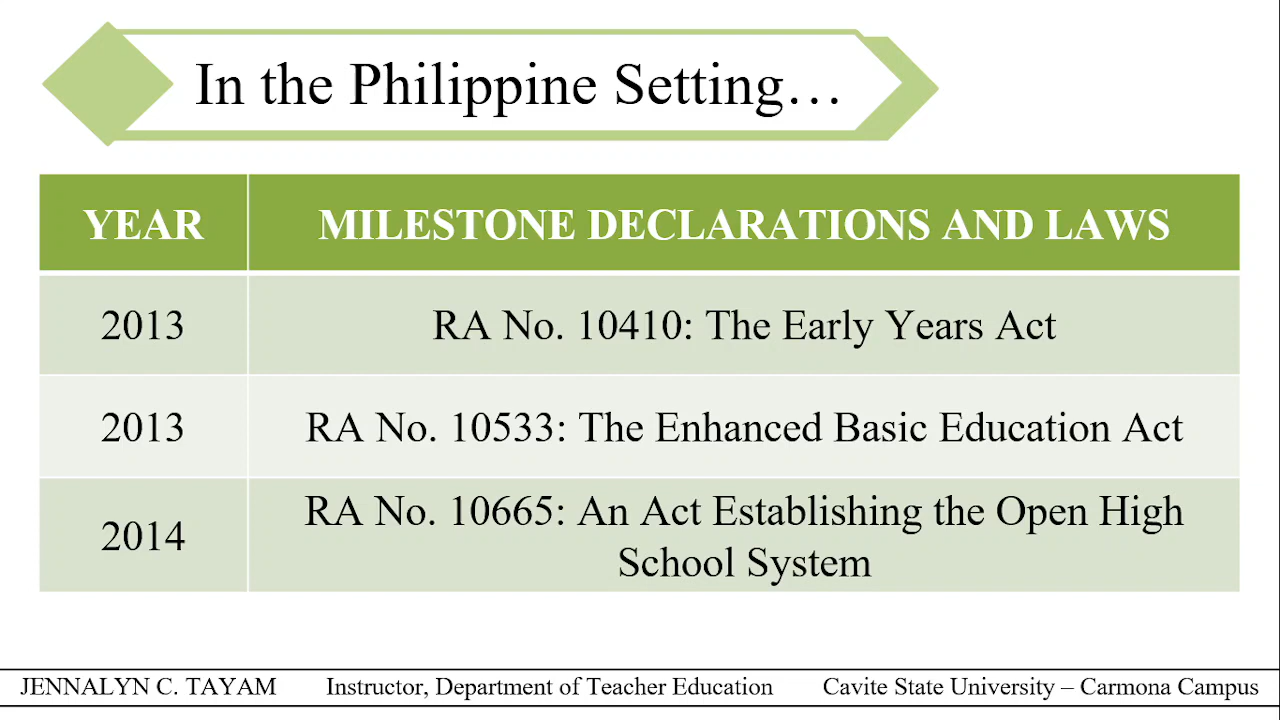 In the Philippine Setting…
YEAR
MILESTONE DECLARATIONS AND LAWS
2013
RA No. 10410: The Early Years Act
2013
RA No. 10533: The Enhanced Basic Education Act
2014
RA No. 10665: An Act Establishing the Open High
School System
JENNALYN C. TAYAM
Instructor, Department of Teacher Education
Cavite State University – Carmona Campus